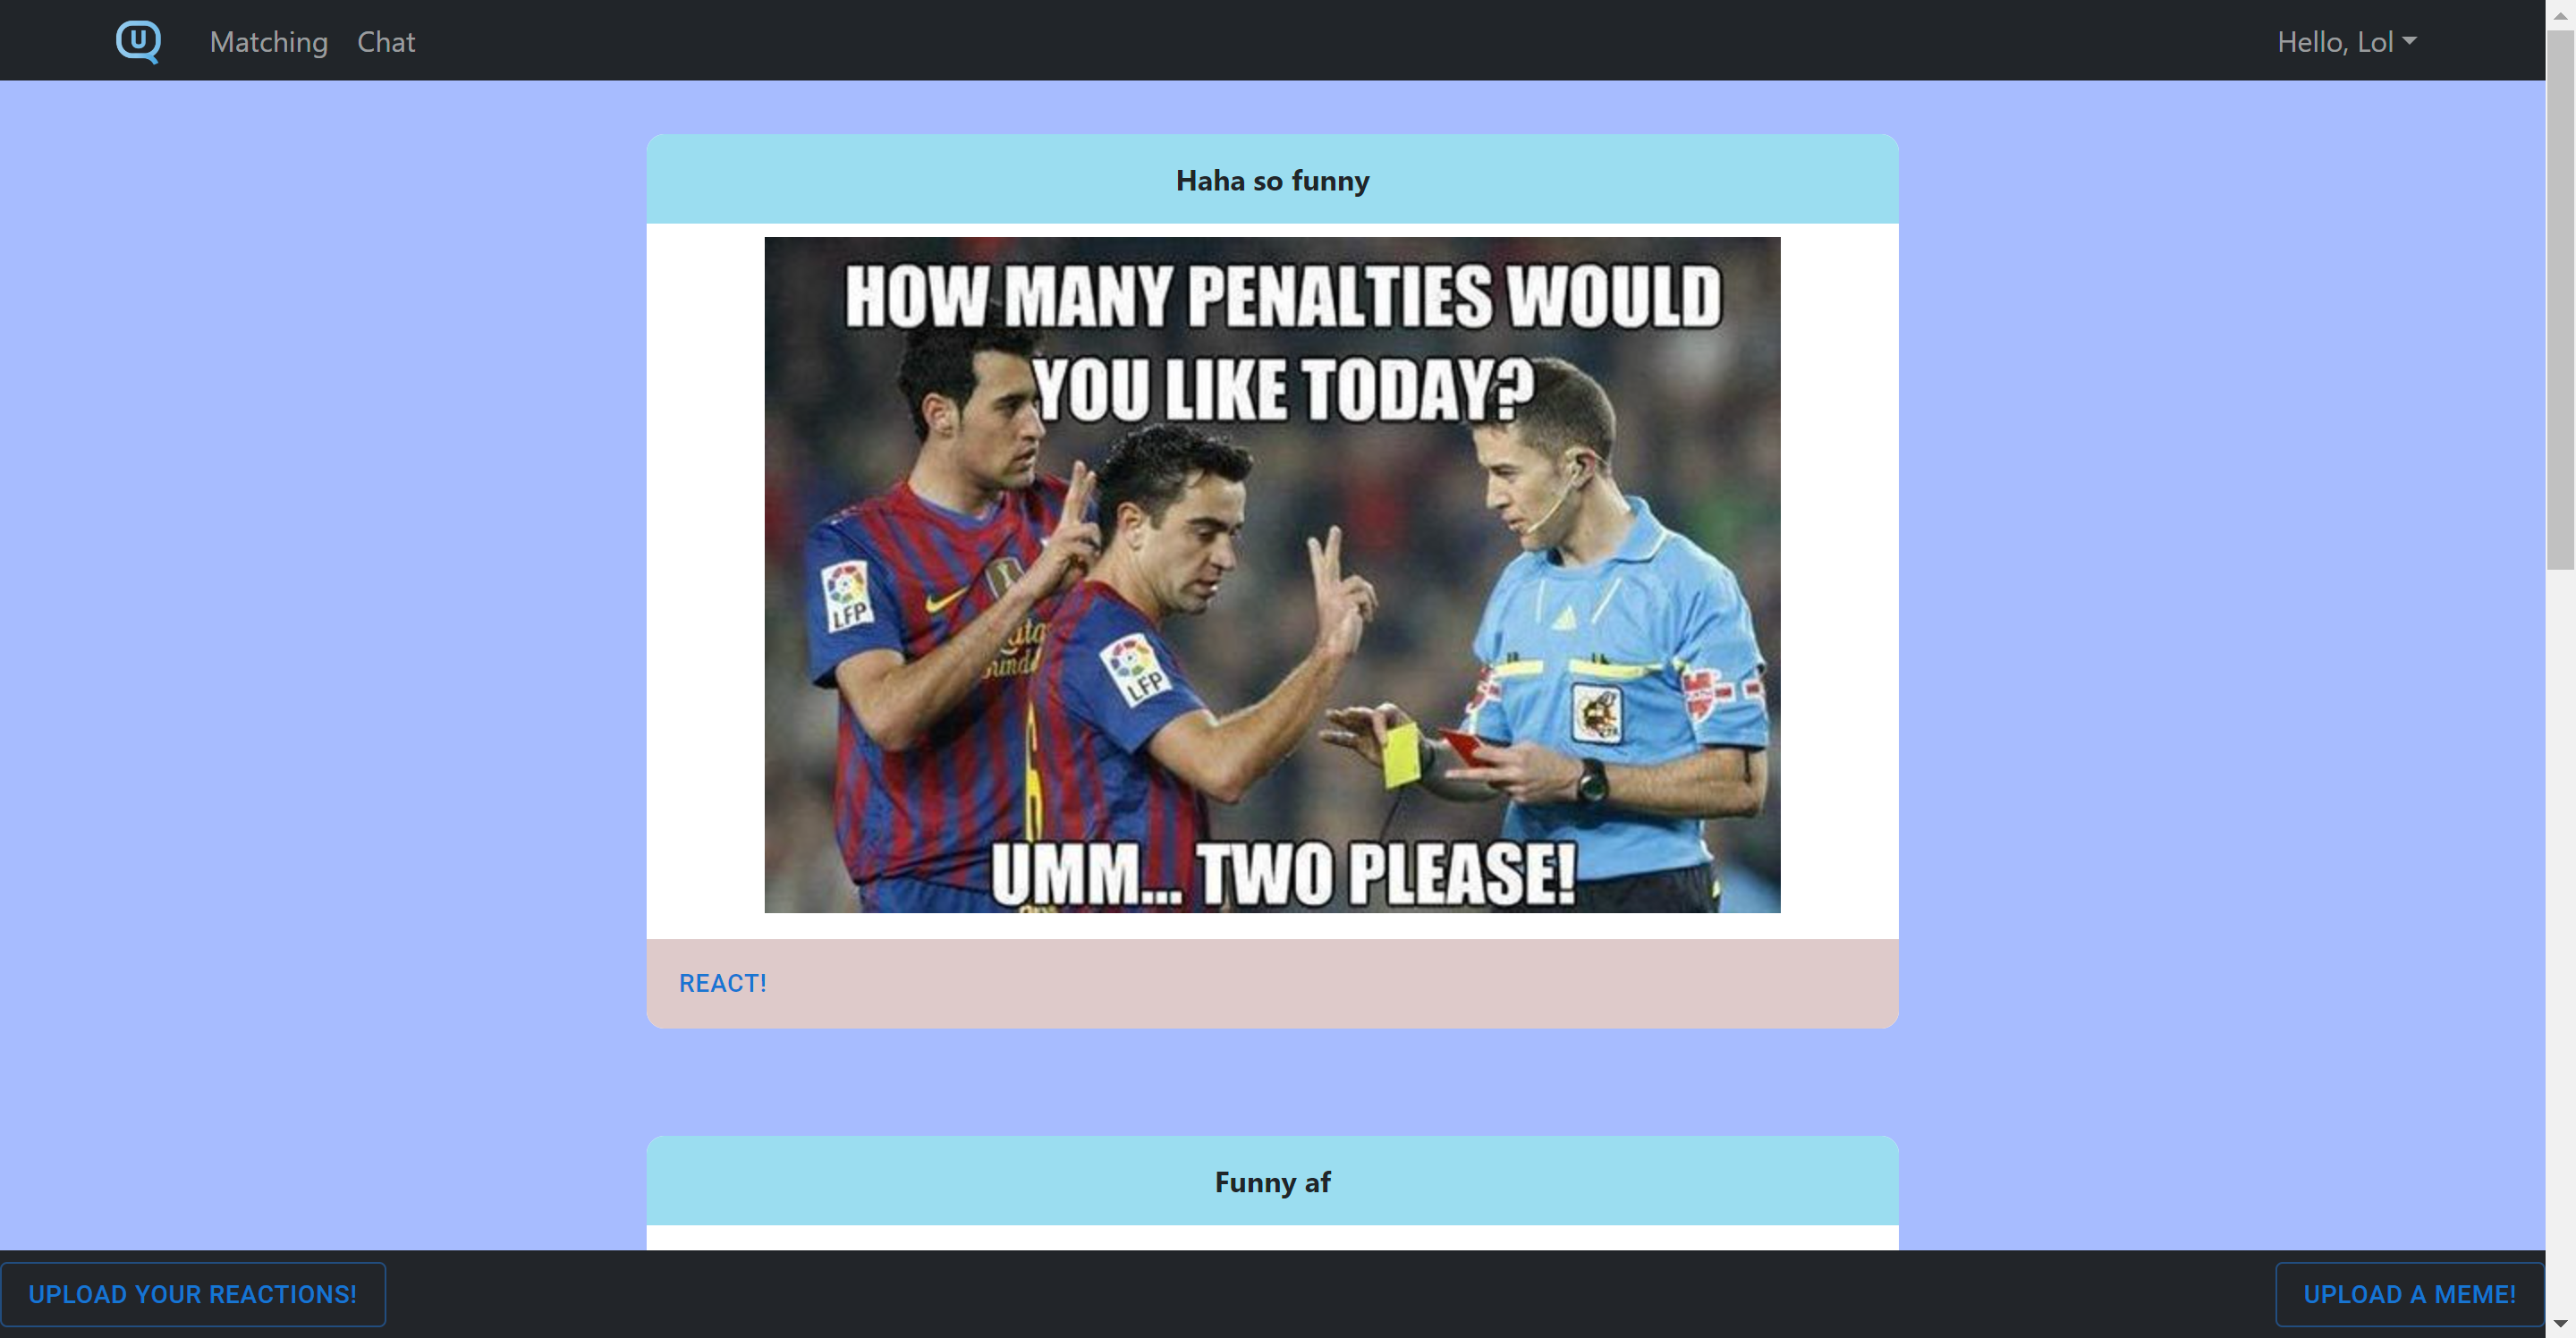 U
Matching
Chat
Hello, Lol
Haha so funny
HOW MANY PENALTIES WOULD
YOU LIKE TODAY?
LFP
LFP
UMM... TWO PLEASE!
REACT!
Funny af
UPLOAD YOUR REACTIONS!
UPLOAD A MEME!